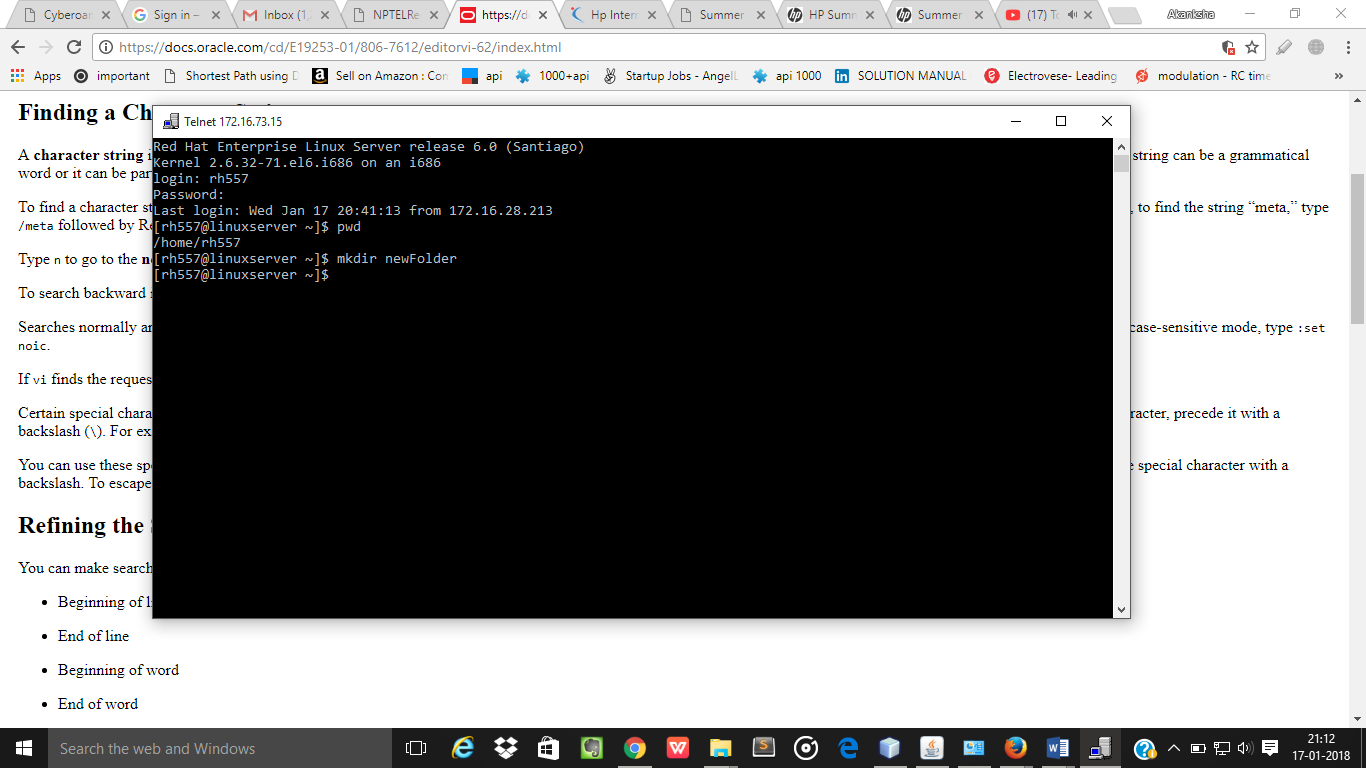 Cyberoar
Sign in –
Inbox (1,
NPTELRe
https://d
Hp Inter
Summer
HP Sumr
Summer
(17) To
Akanksha
https://docs.oracle.com/cd/E19253-01/806-7612/editorvi-62/index.html
Apps
important
Shortest Path using D
Sell on Amazon : Con
api
1000+api
Startup Jobs - AngelL
api 1000
SOLUTION MANUAL
Electrovese- Leading
modulation - RC time
»
Finding a Ch
Telnet 172.16.73.15
Red Hat Enterprise Linux Server release 6.0 (Santiago)
Kernel 2.6.32-71.el6.i686 on an i686
login: rh557
Password:
Last login: Wed Jan 17 20:41:13 from 172.16.28.213
[rh557@linuxserver ~]$ pwd
/home/rh557
[rh557@linuxserver ~]$ mkdir newFolder
[rh557@linuxserver ~]$
A character string i
string can be a grammatical
word or it can be par
To find a character st
, to find the string “meta,” type
/meta followed by Re
Type n to go to the n
To search backward
Searches normally ar
case-sensitive mode, type :set
noic.
If vi finds the reques
Certain special chara
racter, precede it with a
backslash (\). For ex
You can use these spe
e special character with a
backslash. To escape
Refining the
You can make search
• Beginning of li
• End of line
• Beginning of word
• End of word
Search the web and Windows
21:12
17-01-2018